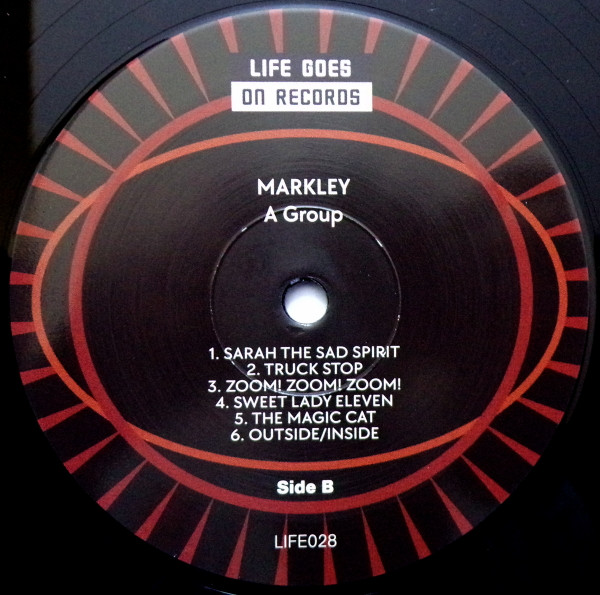 LIFE GOES
ON RECORDS
MARKLEY
A Group
1. SARAH THE SAD SPIRIT
2. TRUCK STOP
3. ZOOM! ZOOM! ZOOM!
4. SWEET LADY ELEVEN
5. THE MAGIC CAT
6. OUTSIDE/INSIDE
Side B
LIFE028